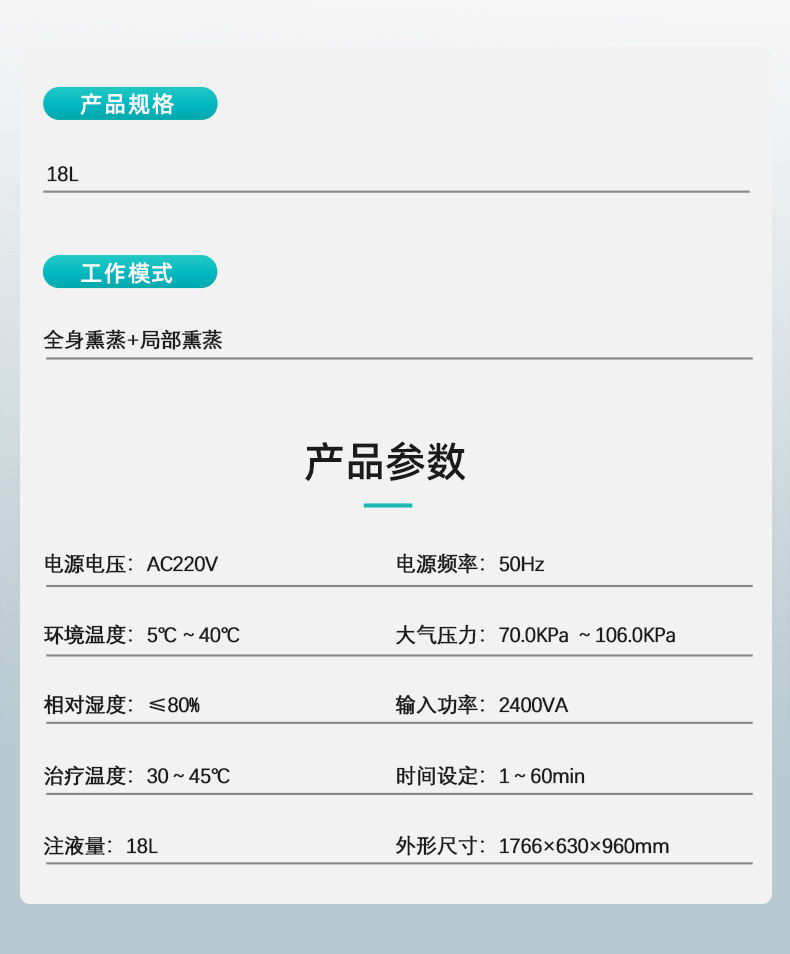 产品规格
18L
工作模式
全身熏蒸+局部熏蒸
产品参数
电源电压：AC220V 电源频率：50Hz
环境温度：5℃～40℃ 大气压力：70.0KPa ～106.0KPa
相对湿度：≤80% 输入功率：2400VA
治疗温度：30～45℃ 时间设定：1～60min
注液量：18L 外形尺寸：1766×630×960mm